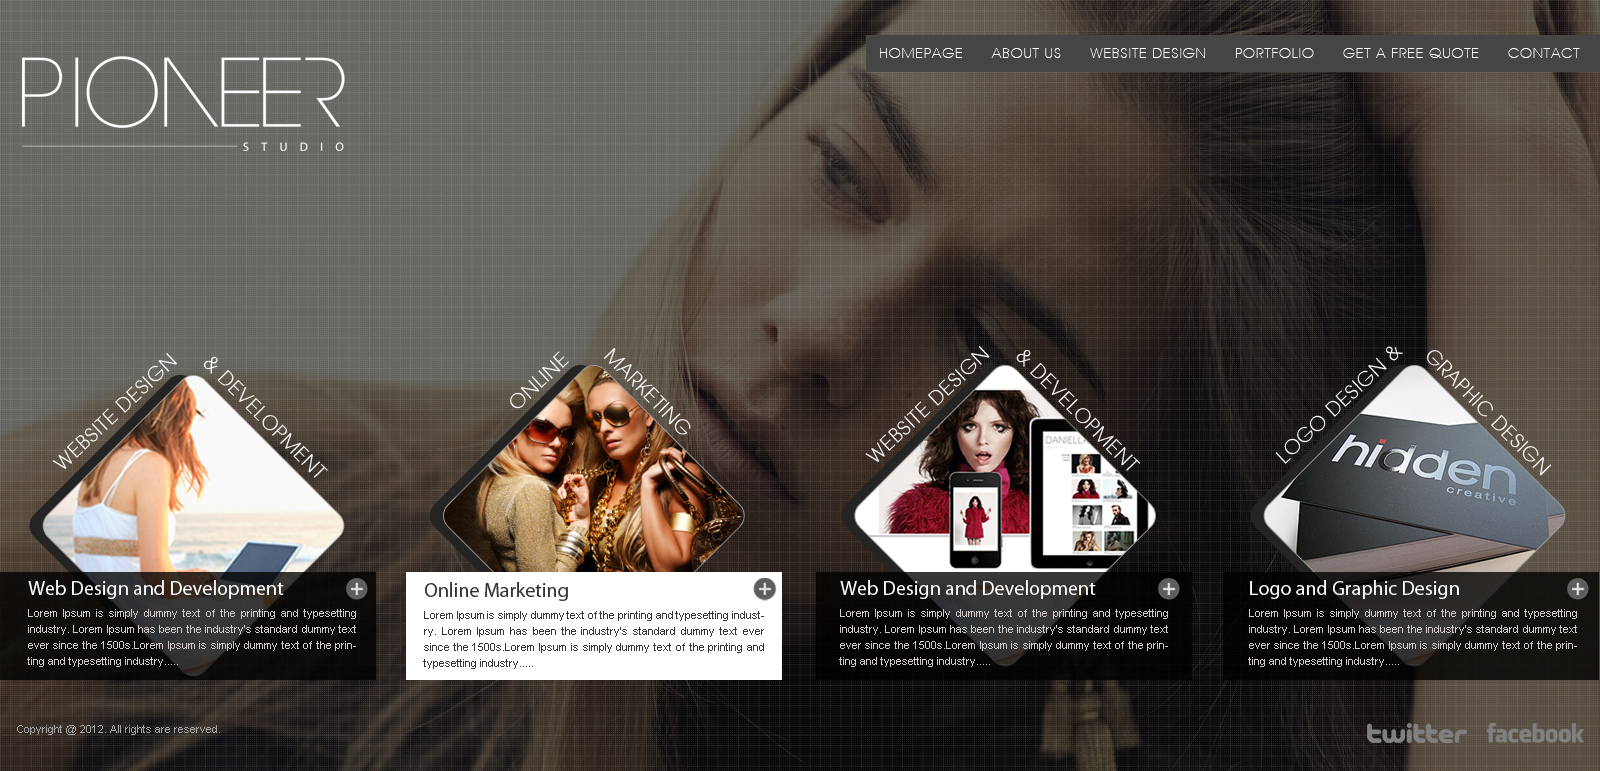 HOMEPAGE ABOUT US WEBSITE DESIGN PORTFOLIO GET A FREE QUOTE CONTACT
PIONEER
STUDIO
WEBSITE DESIGN & DEVELOPMENT
ONLINE MARKETING
WEBSITE DESIGN & DEVELOPMENT
LOGO DESIGN & GRAPHIC DESIGN
DANIELLA
hidden
creative
Web Design and Development
Lorem Ipsum is simply dummy text of the printing and typesetting
industry. Lorem Ipsum has been the industry's standard dummy text
ever since the 1500s.Lorem Ipsum is simply dummy text of the prin-
ting and typesetting industry.....
Online Marketing
Lorem Ipsum is simply dummy text of the printing and typesetting indust-
ry. Lorem Ipsum has been the industry's standard dummy text ever
since the 1500s.Lorem Ipsum is simply dummy text of the printing and
typesetting industry.....
Web Design and Development
Lorem Ipsum is simply dummy text of the printing and typesetting
industry. Lorem Ipsum has been the industry's standard dummy text
ever since the 1500s.Lorem Ipsum is simply dummy text of the prin-
ting and typesetting industry.....
Logo and Graphic Design
Lorem Ipsum is simply dummy text of the printing and typesetting
industry. Lorem Ipsum has been the industry's standard dummy text
ever since the 1500s.Lorem Ipsum is simply dummy text of the prin-
ting and typesetting industry.....
Copyright @ 2012. All rights are reserved.
twitter facebook